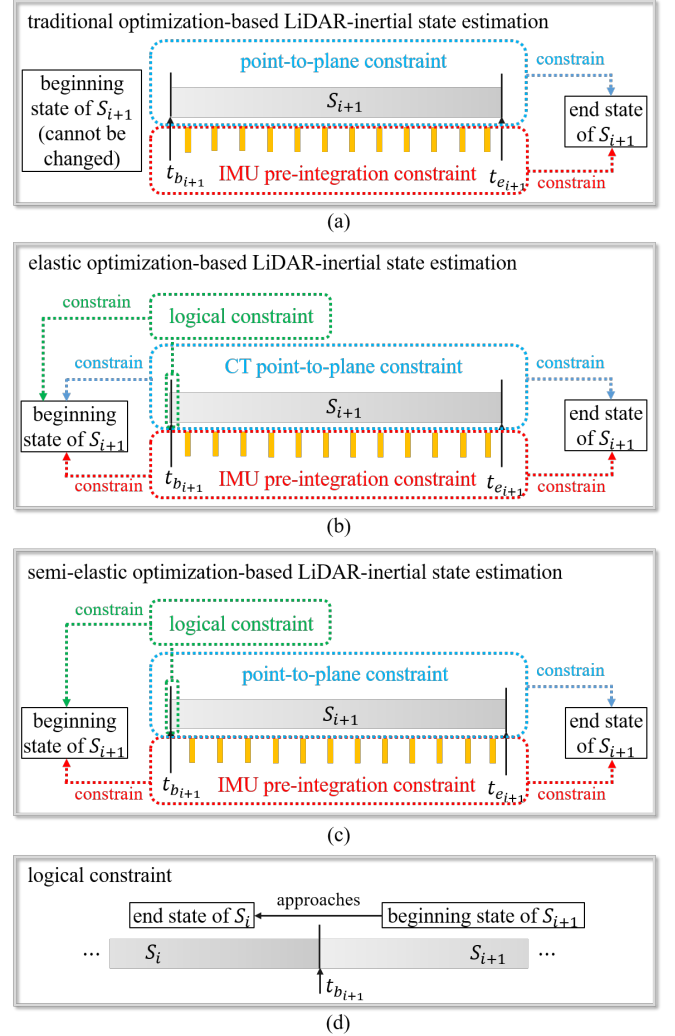 traditional optimization-based LiDAR-inertial state estimation
point-to-plane constraint
constrain
beginning
state of S_{i+1}
(cannot be
changed)
S_{i+1}
end state
of S_{i+1}
t_{b_{i+1}}
IMU pre-integration constraint
t_{e_{i+1}}
constrain
(a)
elastic optimization-based LiDAR-inertial state estimation
constrain
logical constraint
constrain
CT point-to-plane constraint
constrain
beginning
state of S_{i+1}
S_{i+1}
end state
of S_{i+1}
constrain
t_{b_{i+1}}
IMU pre-integration constraint
t_{e_{i+1}}
constrain
(b)
semi-elastic optimization-based LiDAR-inertial state estimation
constrain
logical constraint
point-to-plane constraint
constrain
beginning
state of S_{i+1}
S_{i+1}
end state
of S_{i+1}
constrain
t_{b_{i+1}}
IMU pre-integration constraint
t_{e_{i+1}}
constrain
(c)
logical constraint
approaches
end state of S_i
beginning state of S_{i+1}
... S_i S_{i+1} ...
t_{b_{i+1}}
(d)